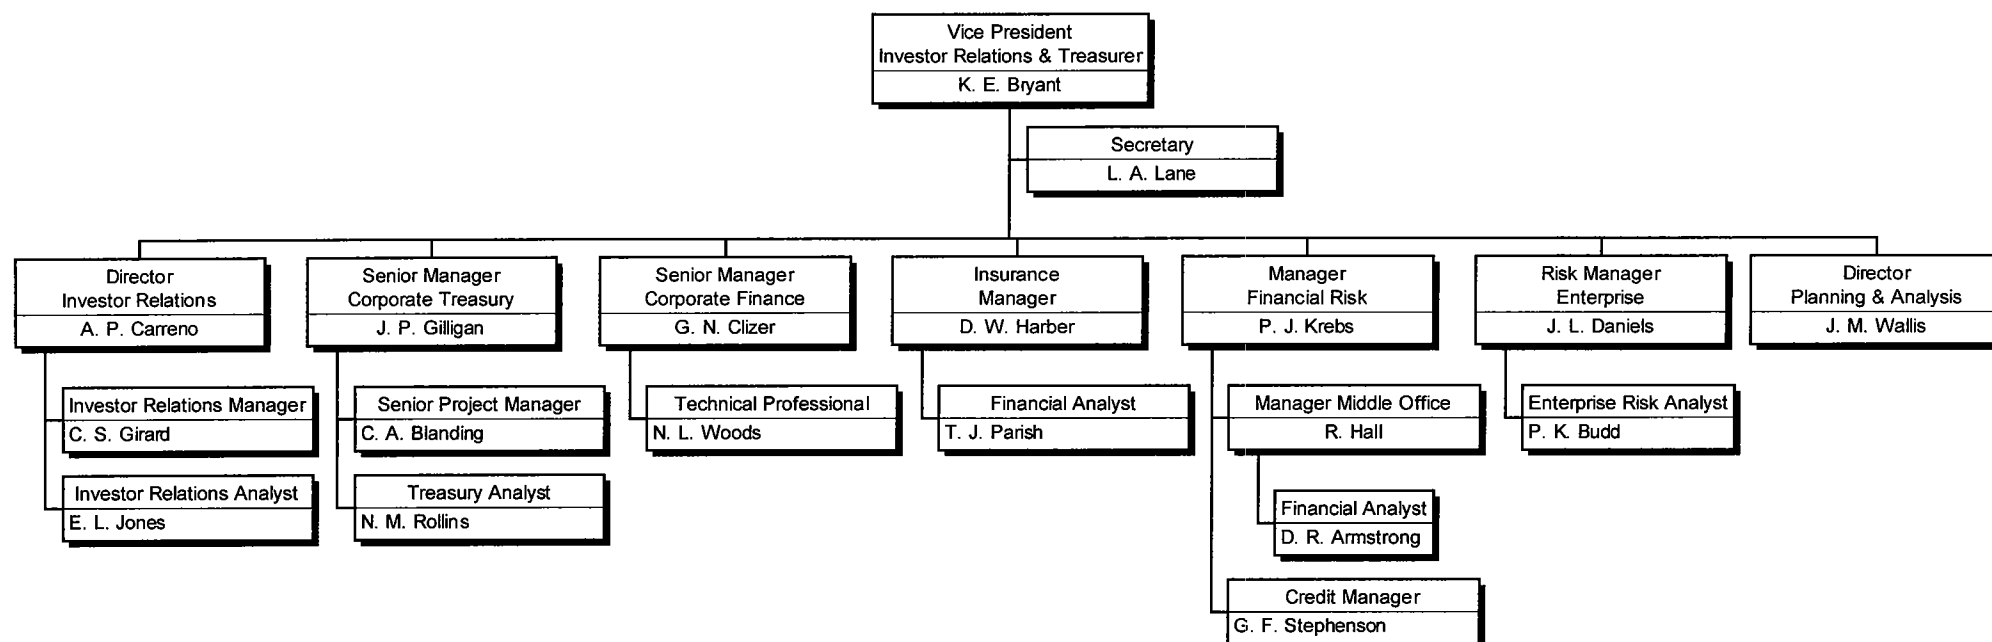 Vice President
Investor Relations & Treasurer
K. E. Bryant
Secretary
L. A. Lane
Director
Investor Relations
A. P. Carreno
Senior Manager
Corporate Treasury
J. P. Gilligan
Senior Manager
Corporate Finance
G. N. Clizer
Insurance
Manager
D. W. Harber
Manager
Financial Risk
P. J. Krebs
Risk Manager
Enterprise
J. L. Daniels
Director
Planning & Analysis
J. M. Wallis
Investor Relations Manager
C. S. Girard
Investor Relations Analyst
E. L. Jones
Senior Project Manager
C. A. Blanding
Treasury Analyst
N. M. Rollins
Technical Professional
N. L. Woods
Financial Analyst
T. J. Parish
Manager Middle Office
R. Hall
Financial Analyst
D. R. Armstrong
Credit Manager
G. F. Stephenson
Enterprise Risk Analyst
P. K. Budd